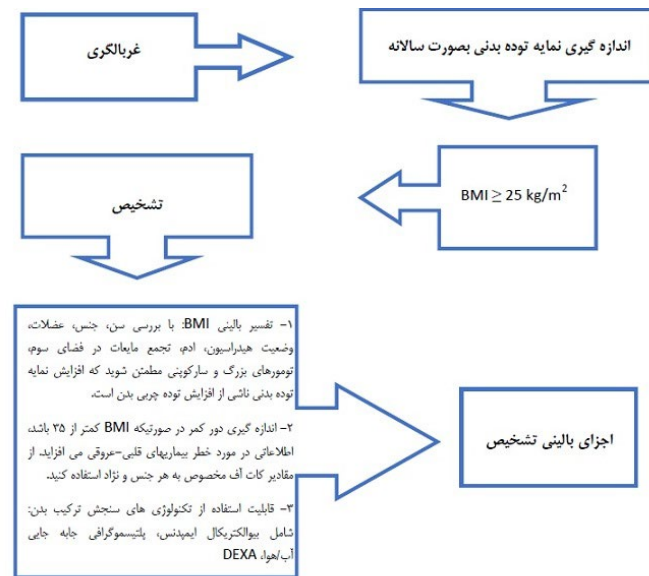 غربالگری
اندازه گیری نمایه توده بدنی بصورت سالانه
BMI ≥ 25 kg/m²
تشخیص
۱- تفسیر بالینی BMI: با بررسی سن، جنس، عضلات،
وضعیت هیدراسیون، ادم، تجمع مایعات در فضای سوم،
تومورهای بزرگ و سارکوپنی مطمئن شوید که افزایش نمایه
توده بدنی ناشی از افزایش توده چربی بدن است.
۲- اندازه گیری دور کمر در صورتیکه BMI کمتر از ۳۵ باشد،
اطلاعاتی در مورد خطر بیماریهای قلبی-عروقی می افزاید. از
مقادیر کات آف مخصوص به هر جنس و نژاد استفاده کنید.
۳- قابلیت استفاده از تکنولوژی های سنجش ترکیب بدن:
شامل بیوالکتریکال ایمپدنس، پلتیسموگرافی جابه جایی
آب/هوا، DEXA
اجزای بالینی تشخیص